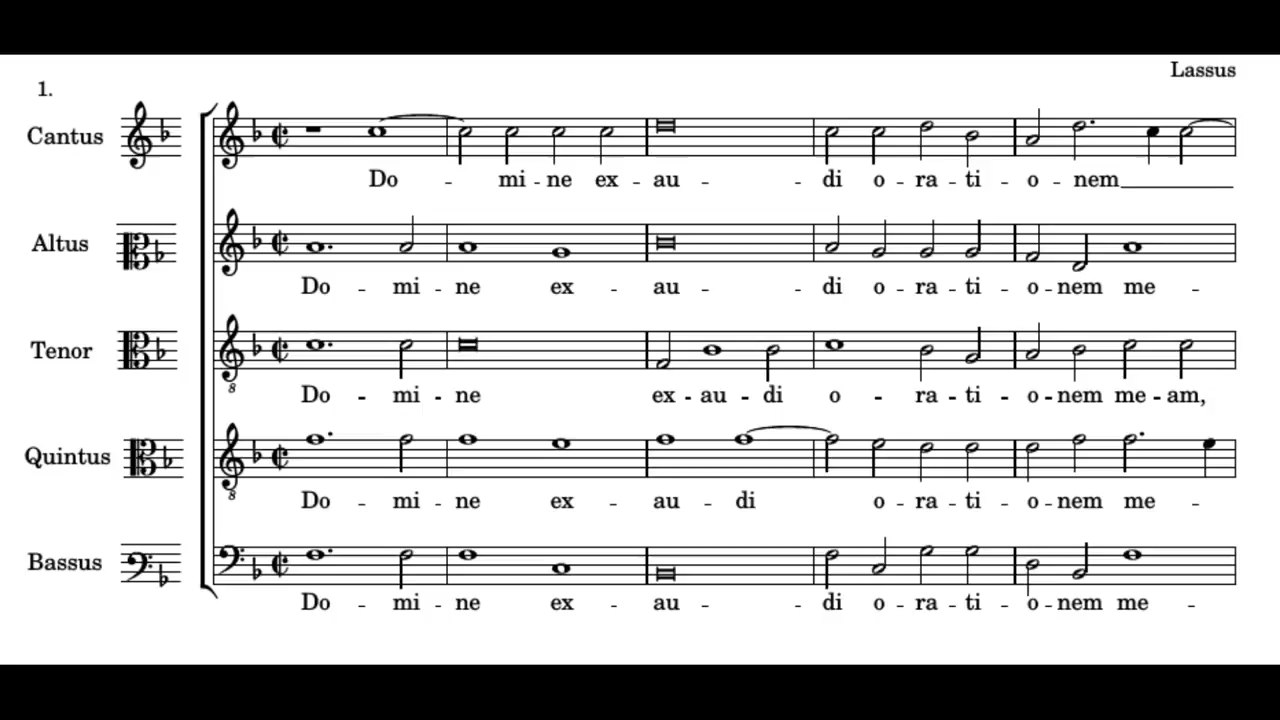 Lassus
1.
Cantus
Do - mi - ne ex - au - di o - ra - ti - o - nem
Altus
Do - mi - ne ex - au - di o - ra - ti - o - nem me -
8
Tenor
Do - mi - ne ex - au - di o - ra - ti - o - nem me - am,
8
Quintus
Do - mi - ne ex - au - di o - ra - ti - o - nem me -
Bassus
Do - mi - ne ex - au - di o - ra - ti - o - nem me -